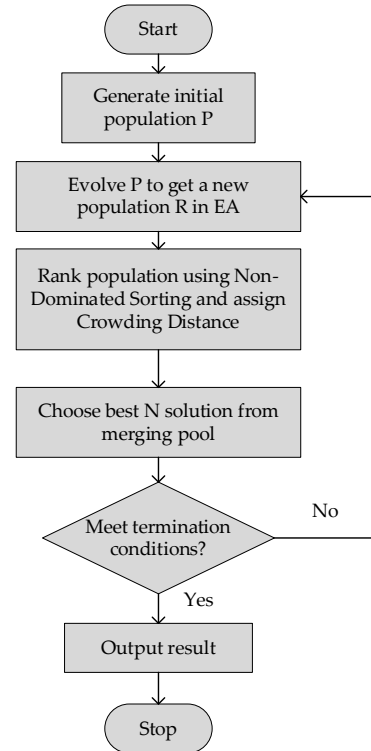 Start
Generate initial
population P
Evolve P to get a new
population R in EA
Rank population using Non-
Dominated Sorting and assign
Crowding Distance
Choose best N solution from
merging pool
Meet termination
conditions?
No
Yes
Output result
Stop